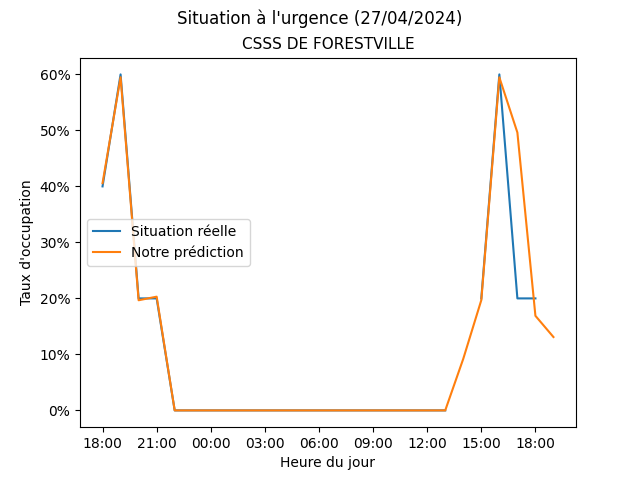 Situation à l'urgence (27/04/2024)
CSSS DE FORESTVILLE
60%
50%
40%
30%
20%
10%
0%
Taux d'occupation
Situation réelle
Notre prédiction
18:00 21:00 00:00 03:00 06:00 09:00 12:00 15:00 18:00
Heure du jour